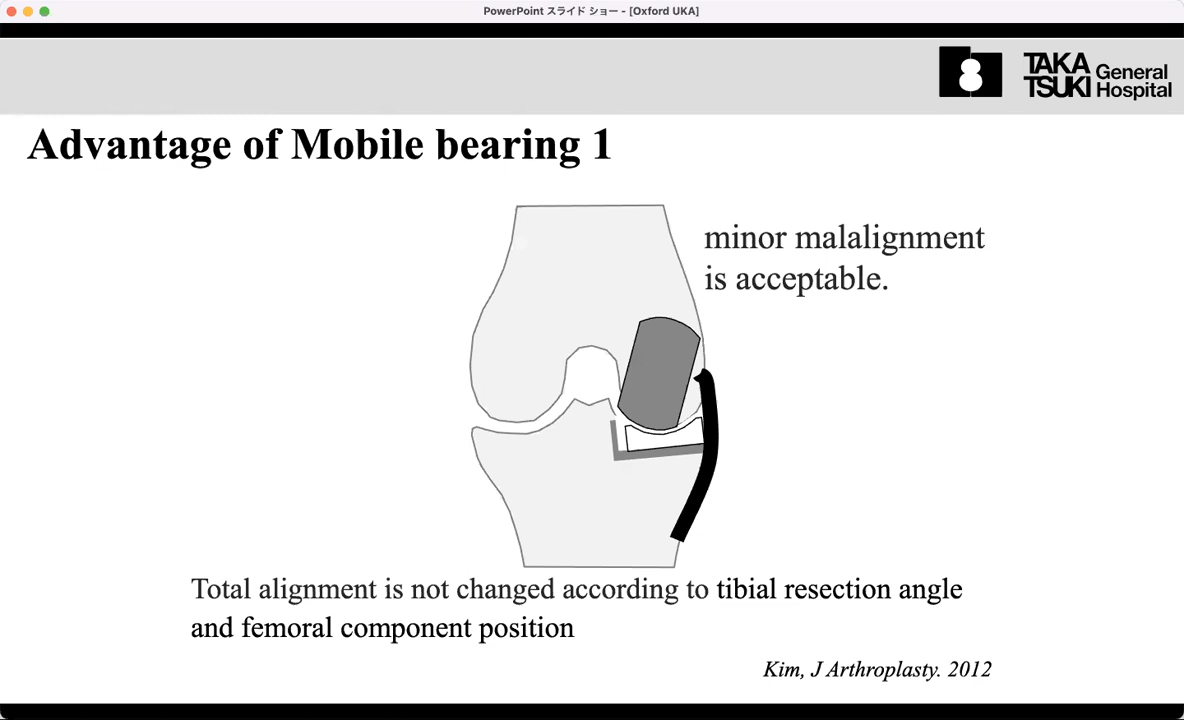 PowerPoint スライド ショー - [Oxford UKA]
TAKA
TSUKI
General
Hospital
Advantage of Mobile bearing 1
minor malalignment
is acceptable.
Total alignment is not changed according to tibial resection angle
and femoral component position
Kim, J Arthroplasty. 2012